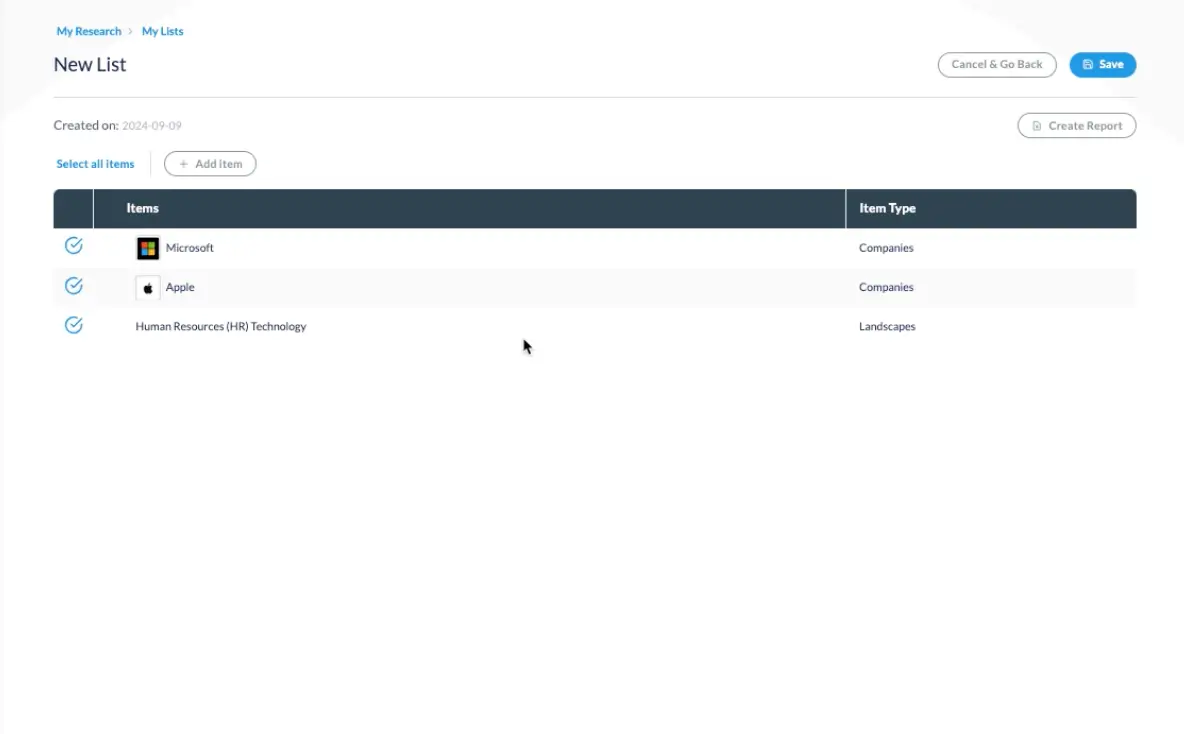 My Research > My Lists
New List
Cancel & Go Back
Save
Created on: 2024-09-09
Create Report
Select all items
+ Add item
Items Item Type
Microsoft Companies
Apple Companies
Human Resources (HR) Technology Landscapes